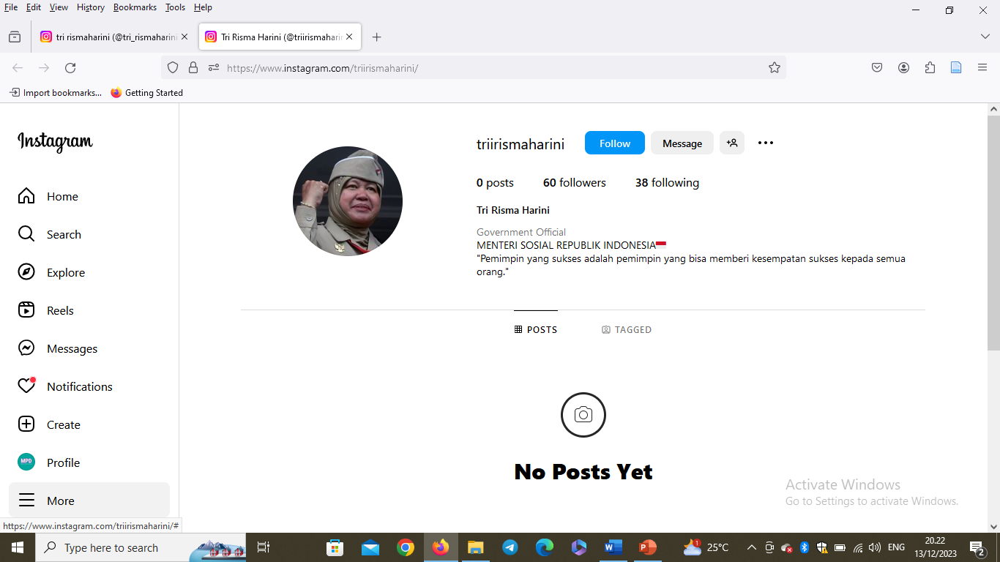 File Edit View History Bookmarks Tools Help
tri rismaharini (@tri_rismaharini
Tri Risma Harini (@triirismaharin
https://www.instagram.com/triirismaharini/
Import bookmarks...
Getting Started
Instagram
Home
Search
Explore
Reels
Messages
Notifications
Create
MPD
Profile
More
https://www.instagram.com/triirismaharini/#
triirismaharini
Follow
Message
0 posts
60 followers
38 following
Tri Risma Harini
Government Official
MENTERI SOSIAL REPUBLIK INDONESIA🇮🇩
"Pemimpin yang sukses adalah pemimpin yang bisa memberi kesempatan sukses kepada semua
orang."
POSTS
TAGGED
No Posts Yet
Activate Windows
Go to Settings to activate Windows.
Type here to search
25°C
ENG
20.22
13/12/2023
2